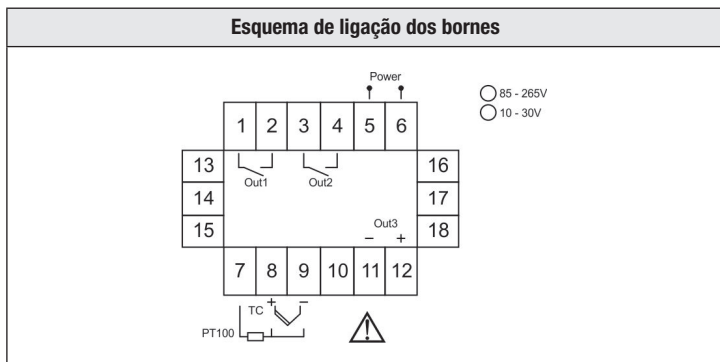 Esquema de ligação dos bornes
Power
85 - 265V
10 - 30V
1 2 3 4 5 6
13 16
Out1 Out2
14 17
Out3
15 - + 18
7 8 9 10 11 12
+ -
TC
PT100